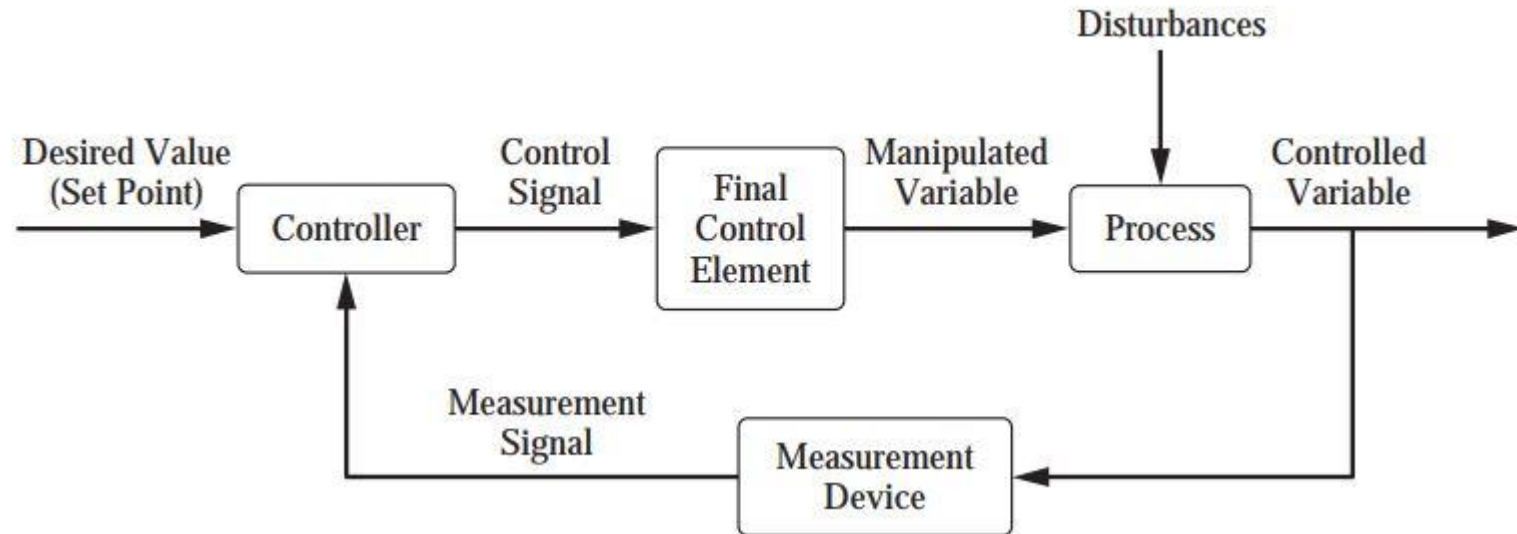 Disturbances
Desired Value
(Set Point)
Control
Signal
Manipulated
Variable
Controlled
Variable
Controller
Final
Control
Element
Process
Measurement
Signal
Measurement
Device